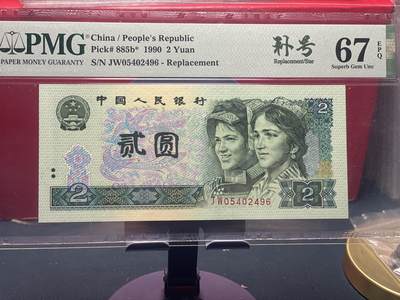 PMG
PAPER MONEY GUARANTY
China / People's Republic
Pick# 885b* 1990 2 Yuan
S/N JW05402496 - Replacement
补号
Replacement/Star
67 EPQ
Superb Gem Unc
中国人民银行
2
贰圆
2
2
JW05402496